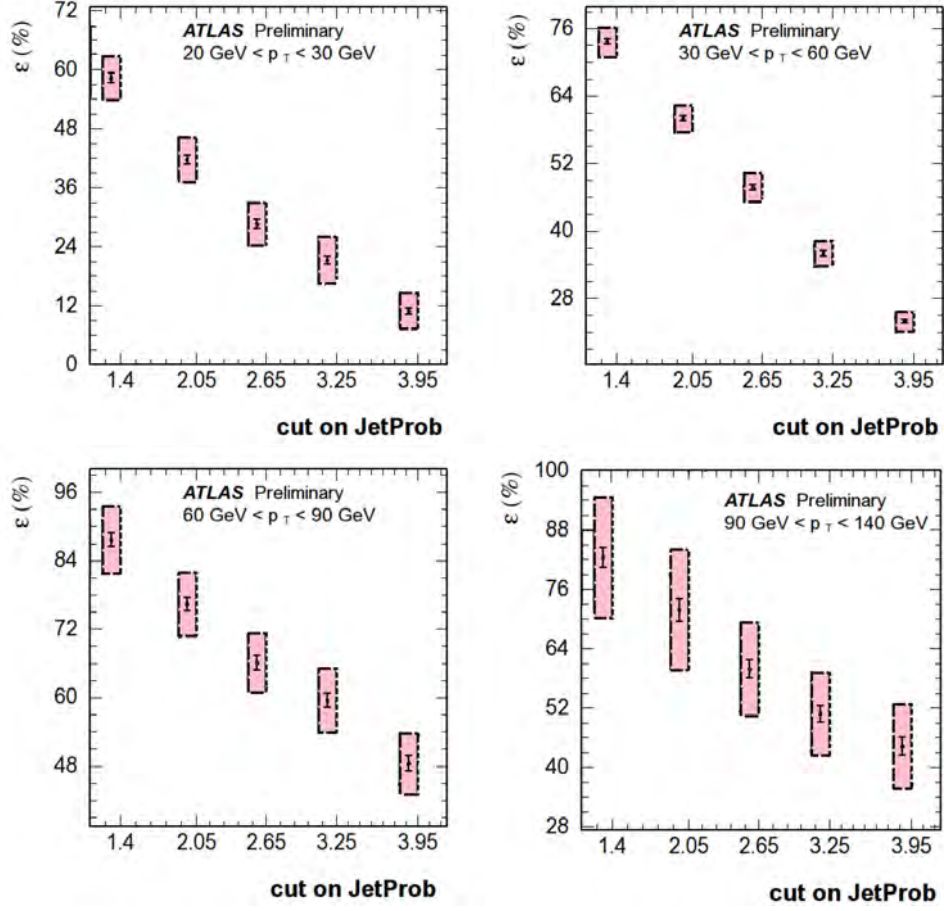 ATLAS Preliminary
20 GeV < p T < 30 GeV
ε (%)
72
60
48
36
24
12
0
1.4 2.05 2.65 3.25 3.95
cut on JetProb
ATLAS Preliminary
30 GeV < p T < 60 GeV
ε (%)
76
64
52
40
28
1.4 2.05 2.65 3.25 3.95
cut on JetProb
ATLAS Preliminary
60 GeV < p T < 90 GeV
ε (%)
96
84
72
60
48
1.4 2.05 2.65 3.25 3.95
cut on JetProb
ATLAS Preliminary
90 GeV < p T < 140 GeV
ε (%)
100
88
76
64
52
40
28
1.4 2.05 2.65 3.25 3.95
cut on JetProb